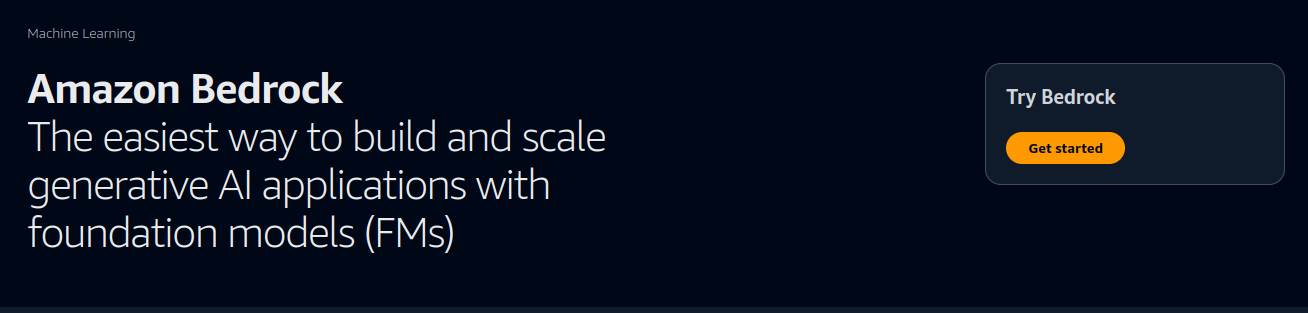 Machine Learning
Amazon Bedrock
The easiest way to build and scale
generative AI applications with
foundation models (FMs)
Try Bedrock
Get started